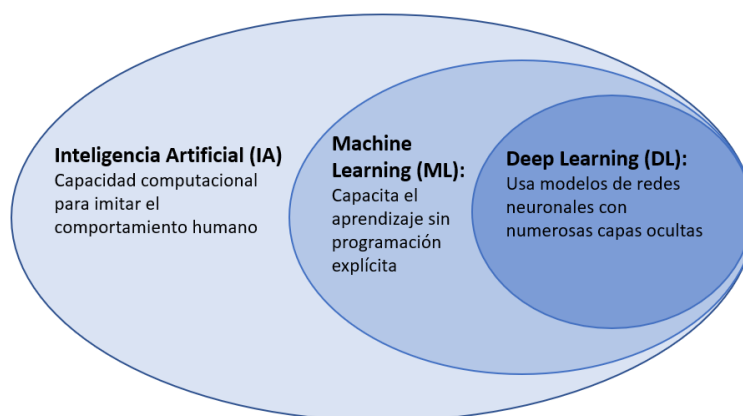 Inteligencia Artificial (IA)
Capacidad computacional
para imitar el
comportamiento humano
Machine
Learning (ML):
Capacita el
aprendizaje sin
programación
explícita
Deep Learning (DL):
Usa modelos de redes
neuronales con
numerosas capas ocultas